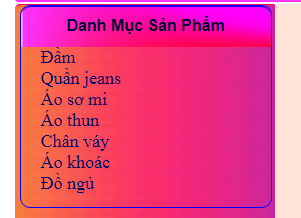 Danh Mục Sản Phẩm
Đầm
Quần jeans
Áo sơ mi
Áo thun
Chân váy
Áo khoác
Đồ ngủ